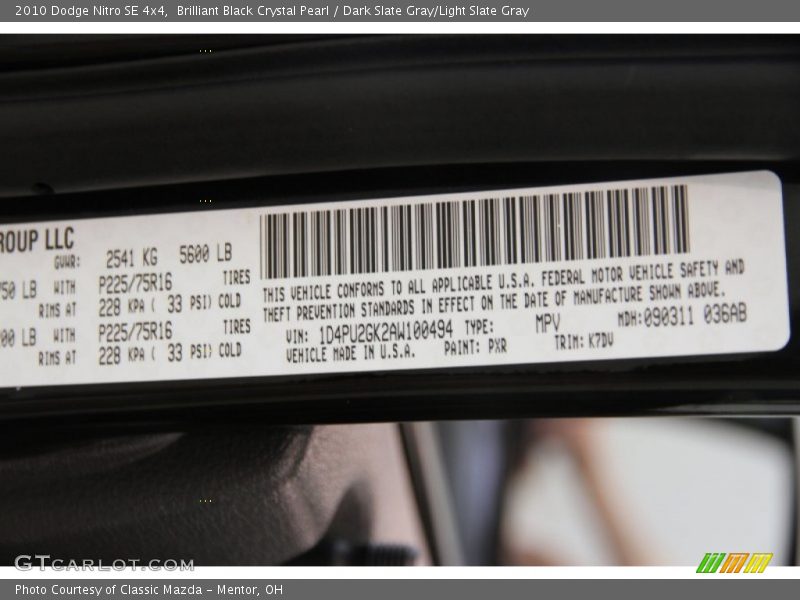 2010 Dodge Nitro SE 4x4,  Brilliant Black Crystal Pearl / Dark Slate Gray/Light Slate Gray
ROUP LLC
GVWR: 2541 KG 5600 LB
750 LB WITH P225/75R16 TIRES
RIMS AT 228 KPA ( 33 PSI) COLD
00 LB WITH P225/75R16 TIRES
RIMS AT 228 KPA ( 33 PSI) COLD
THIS VEHICLE CONFORMS TO ALL APPLICABLE U.S.A. FEDERAL MOTOR VEHICLE SAFETY AND
THEFT PREVENTION STANDARDS IN EFFECT ON THE DATE OF MANUFACTURE SHOWN ABOVE.
VIN: 1D4PU2GK2AW100494 TYPE: MPV MDH: 090311 036AB
VEHICLE MADE IN U.S.A. PAINT: PXR TRIM: K7DV
GTCARLOT.COM
Photo Courtesy of Classic Mazda - Mentor, OH